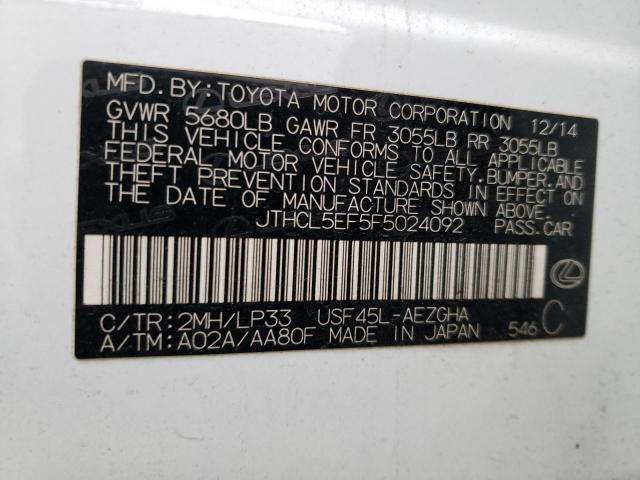 MFD. BY: TOYOTA MOTOR CORPORATION 12/14
GVWR 5680LB GAWR FR 3055LB RR 3055LB
THIS VEHICLE CONFORMS TO ALL APPLICABLE
FEDERAL MOTOR VEHICLE SAFETY, BUMPER, AND
THEFT PREVENTION STANDARDS IN EFFECT ON
THE DATE OF MANUFACTURE SHOWN ABOVE.
JTHCL5EF5F5024092 PASS. CAR
C/TR: 2MH/LP33 USF45L-AEZGHA C
A/TM: A02A/AA80F MADE IN JAPAN 546